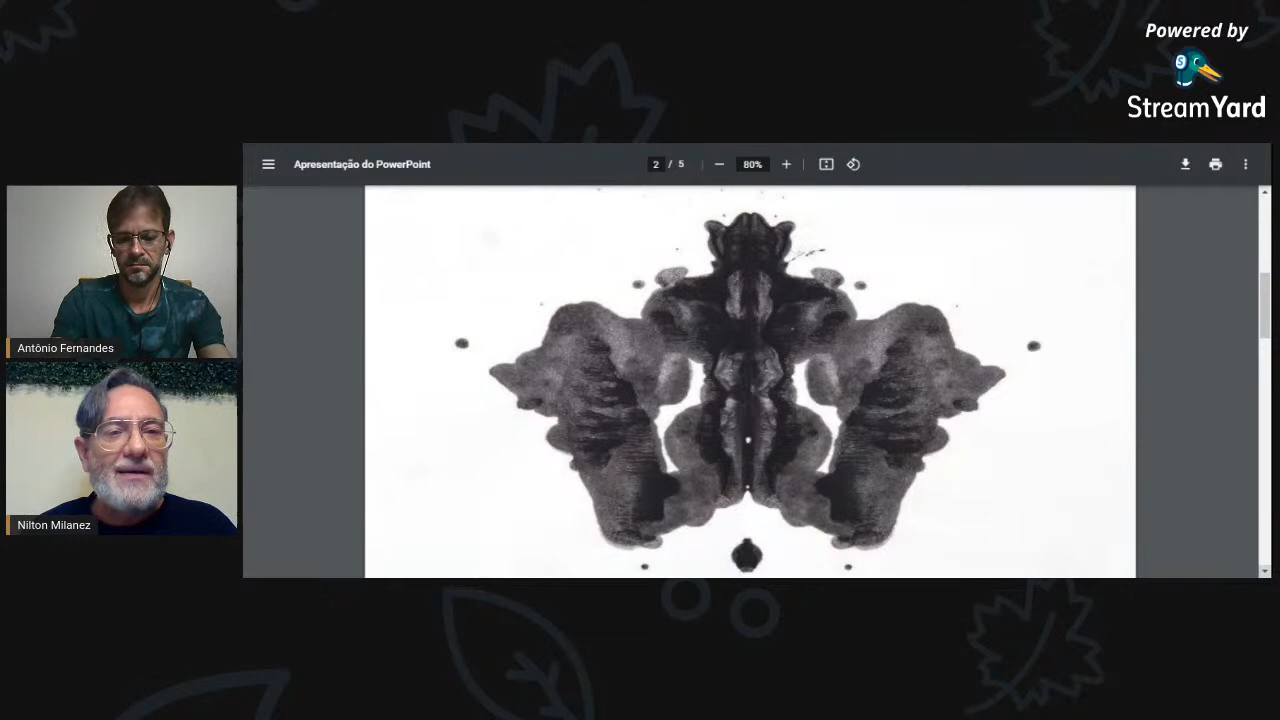 Powered by
S
StreamYard
Apresentação do PowerPoint
2 / 5
80%
Antônio Fernandes
Nilton Milanez